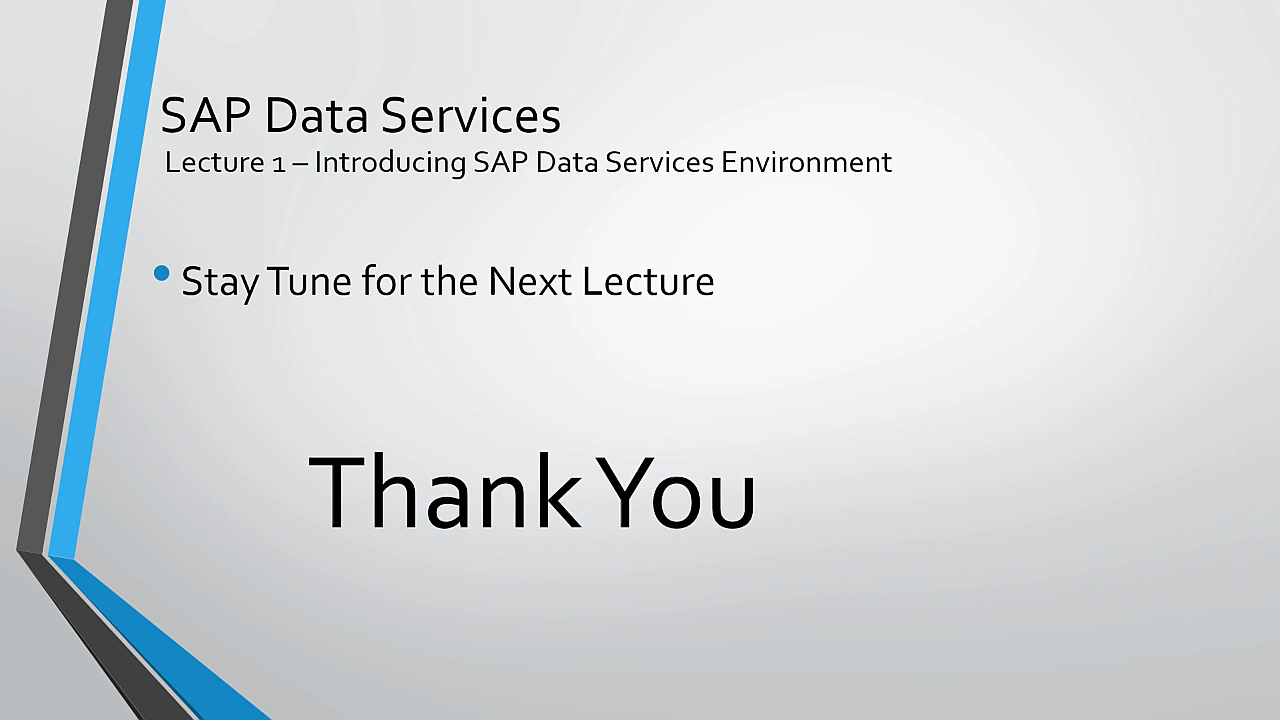 SAP Data Services
Lecture 1 – Introducing SAP Data Services Environment
• Stay Tune for the Next Lecture
Thank You